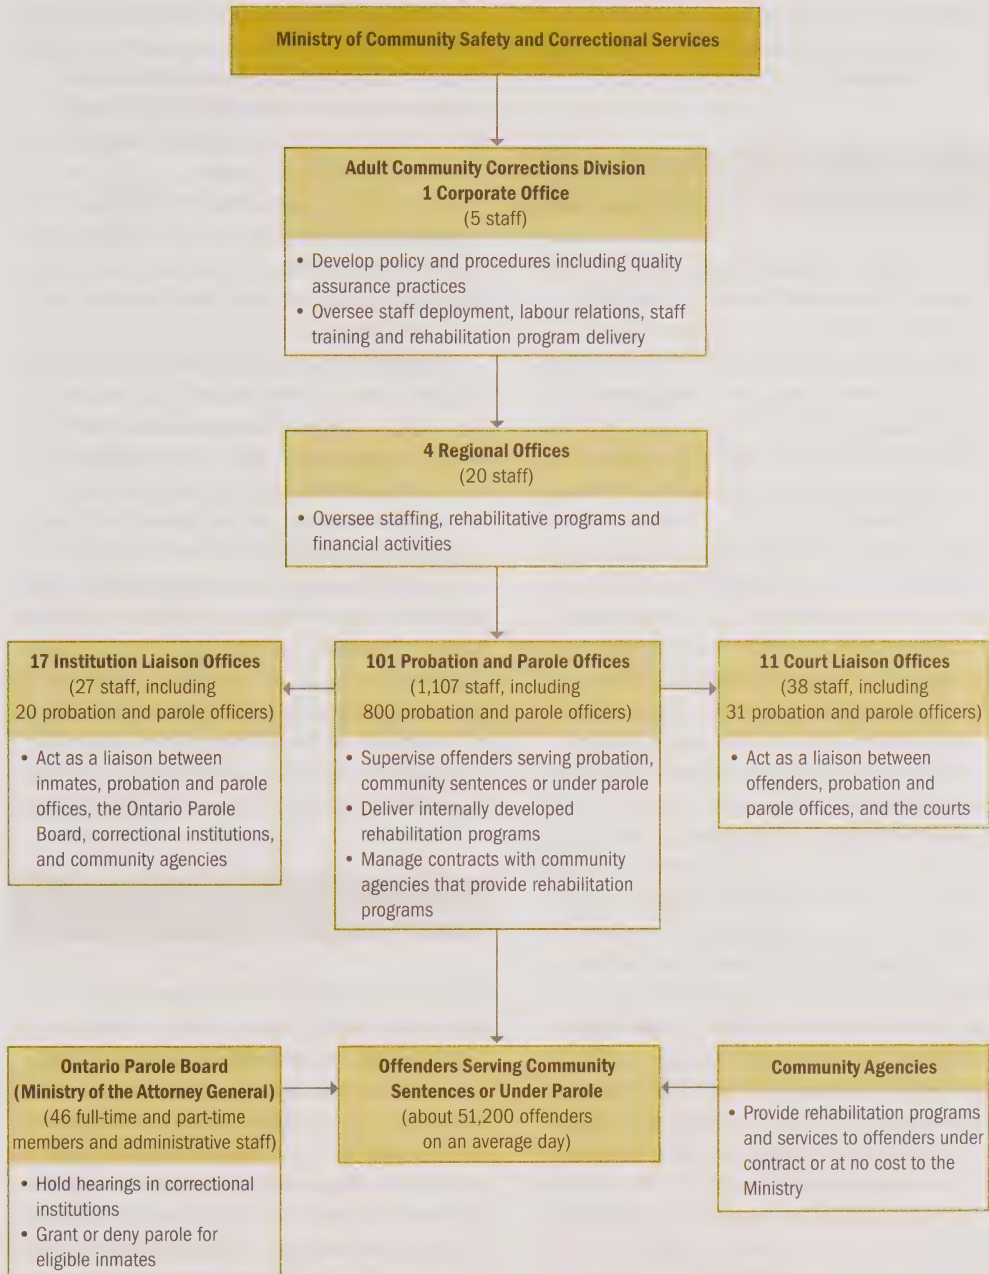 Ministry of Community Safety and Correctional Services
Adult Community Corrections Division
1 Corporate Office
(5 staff)
• Develop policy and procedures including quality
assurance practices
• Oversee staff deployment, labour relations, staff
training and rehabilitation program delivery
4 Regional Offices
(20 staff)
• Oversee staffing, rehabilitative programs and
financial activities
17 Institution Liaison Offices
(27 staff, including
20 probation and parole officers)
• Act as a liaison between
inmates, probation and parole
offices, the Ontario Parole
Board, correctional institutions,
and community agencies
101 Probation and Parole Offices
(1,107 staff, including
800 probation and parole officers)
• Supervise offenders serving probation,
community sentences or under parole
• Deliver internally developed
rehabilitation programs
• Manage contracts with community
agencies that provide rehabilitation
programs
11 Court Liaison Offices
(38 staff, including
31 probation and parole officers)
• Act as a liaison between
offenders, probation and
parole offices, and the courts
Ontario Parole Board
(Ministry of the Attorney General)
(46 full-time and part-time
members and administrative staff)
• Hold hearings in correctional
institutions
• Grant or deny parole for
eligible inmates
Offenders Serving Community
Sentences or Under Parole
(about 51,200 offenders
on an average day)
Community Agencies
• Provide rehabilitation programs
and services to offenders under
contract or at no cost to the
Ministry